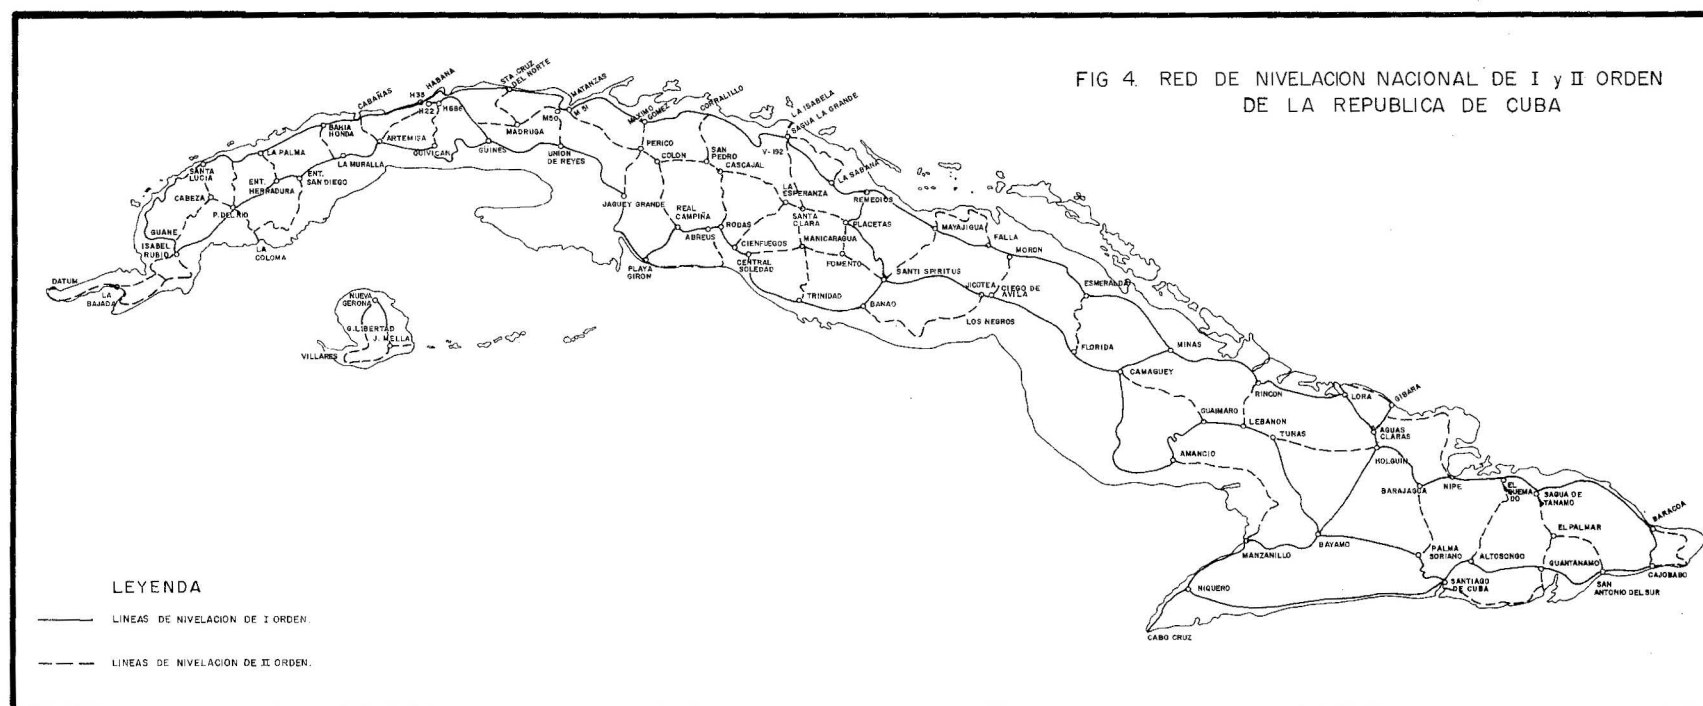 FIG 4. RED DE NIVELACION NACIONAL DE I y II ORDEN
DE LA REPUBLICA DE CUBA
HABANA
STA. CRUZ
DEL NORTE
MATANZAS
CABAÑAS
H35
H22
H686
M50
M 51
MAXIMO
GOMEZ
CORRALILLO
LA ISABELA
SAGUA LA GRANDE
V-192
BAHIA
HONDA
ARTEMISA
QUIVICAN
GÜINES
MADRUGA
UNION
DE REYES
PERICO
COLON
SAN
PEDRO
CASCAJAL
LA PALMA
LA MURALLA
SANTA
LUCIA
ENT.
HERRADURA
ENT.
SAN DIEGO
CABEZA
P. DEL RIO
GUANE
ISABEL
RUBIO
LA
COLOMA
DATUM
LA
BAJADA
JAGUEY GRANDE
REAL
CAMPIÑA
ABREUS
RODAS
LA
ESPERANZA
SANTA
CLARA
LA SABANA
REMEDIOS
PLACETAS
CIENFUEGOS
CENTRAL
SOLEDAD
MANICARAGUA
FOMENTO
MAYAJIGUA
FALLA
MORON
PLAYA
GIRON
TRINIDAD
BANAO
SANTI SPIRITUS
JICOTEA
CIEGO DE
AVILA
LOS NEGROS
ESMERALDA
NUEVA
GERONA
G. LIBERTAD
J. MELLA
VILLARES
FLORIDA
MINAS
CAMAGUEY
RINCON
LORA
GIBARA
GUAIMARO
LEBANON
TUNAS
AGUAS
CLARAS
HOLGUIN
AMANCIO
BARAJAGUA
NIPE
EL
QUEMA
DO
SAGUA DE
TANAMO
BARACOA
EL PALMAR
MANZANILLO
BAYAMO
PALMA
SORIANO
ALTOSONGO
GUANTANAMO
CAJOBABO
NIQUERO
SANTIAGO
DE CUBA
SAN
ANTONIO DEL SUR
CABO CRUZ
LEYENDA
LINEAS DE NIVELACION DE I ORDEN.
LINEAS DE NIVELACION DE II ORDEN.